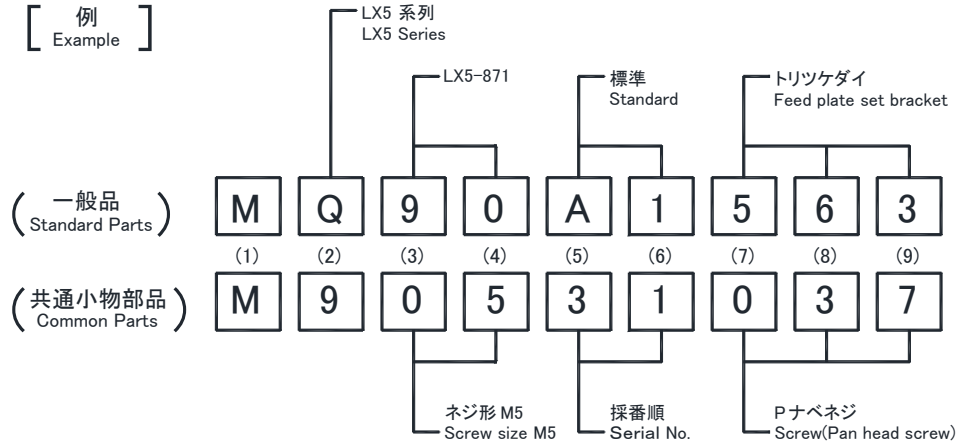 例
Example
LX5 系列
LX5 Series
LX5-871
標準
Standard
トリツケダイ
Feed plate set bracket
一般品
Standard Parts
M Q 9 0 A 1 5 6 3
(1) (2) (3) (4) (5) (6) (7) (8) (9)
共通小物部品
Common Parts
M 9 0 5 3 1 0 3 7
ネジ形 M5
Screw size M5
採番順
Serial No.
Pナベネジ
Screw(Pan head screw)